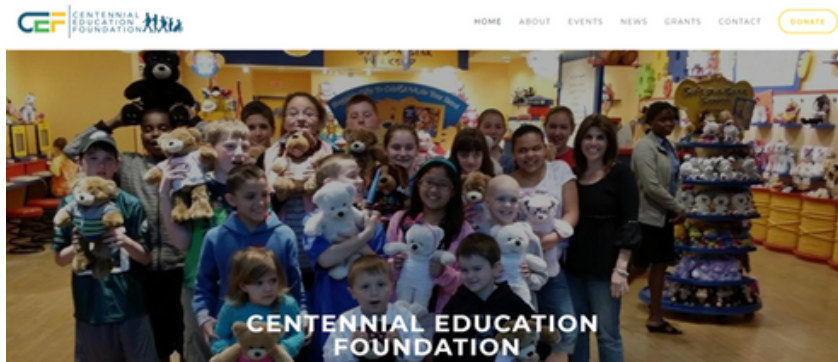 CEF
CENTENNIAL
EDUCATION
FOUNDATION
HOME ABOUT EVENTS NEWS GRANTS CONTACT DONATE
CENTENNIAL EDUCATION
FOUNDATION